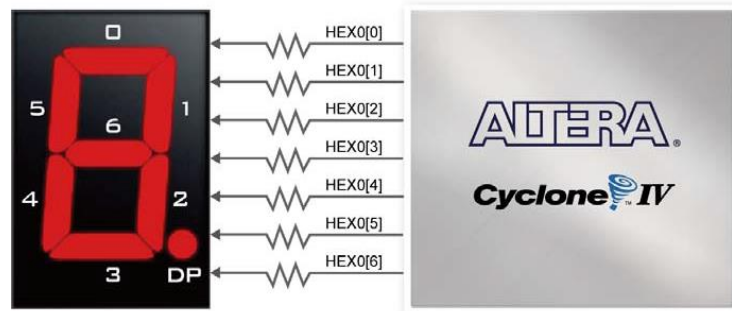 0
5
1
6
4
2
3
DP
HEX0[0]
HEX0[1]
HEX0[2]
HEX0[3]
HEX0[4]
HEX0[5]
HEX0[6]
ALTERA®
Cyclone™ IV